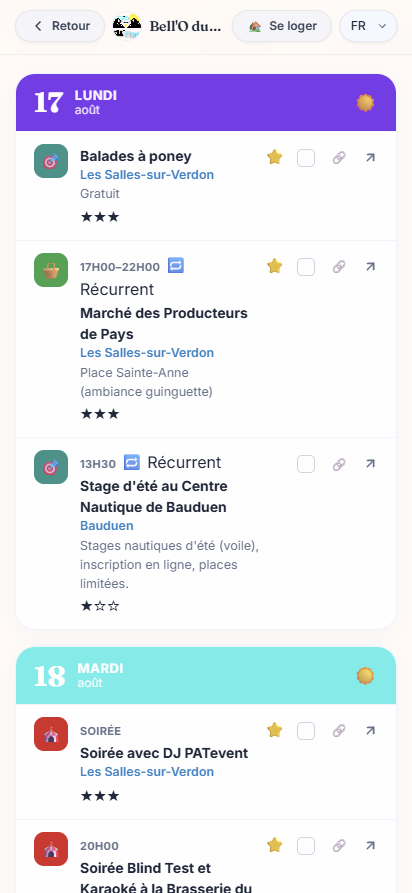 Retour
Bell'O du...
Se loger
FR
17 LUNDI
août
Balades à poney
Les Salles-sur-Verdon
Gratuit
★★★
17H00–22H00
Récurrent
Marché des Producteurs
de Pays
Les Salles-sur-Verdon
Place Sainte-Anne
(ambiance guinguette)
★★★
13H30 Récurrent
Stage d'été au Centre
Nautique de Bauduen
Bauduen
Stages nautiques d'été (voile),
inscription en ligne, places
limitées.
★☆☆
18 MARDI
août
SOIRÉE
Soirée avec DJ PATevent
Les Salles-sur-Verdon
★★★
20H00
Soirée Blind Test et
Karaoké à la Brasserie du